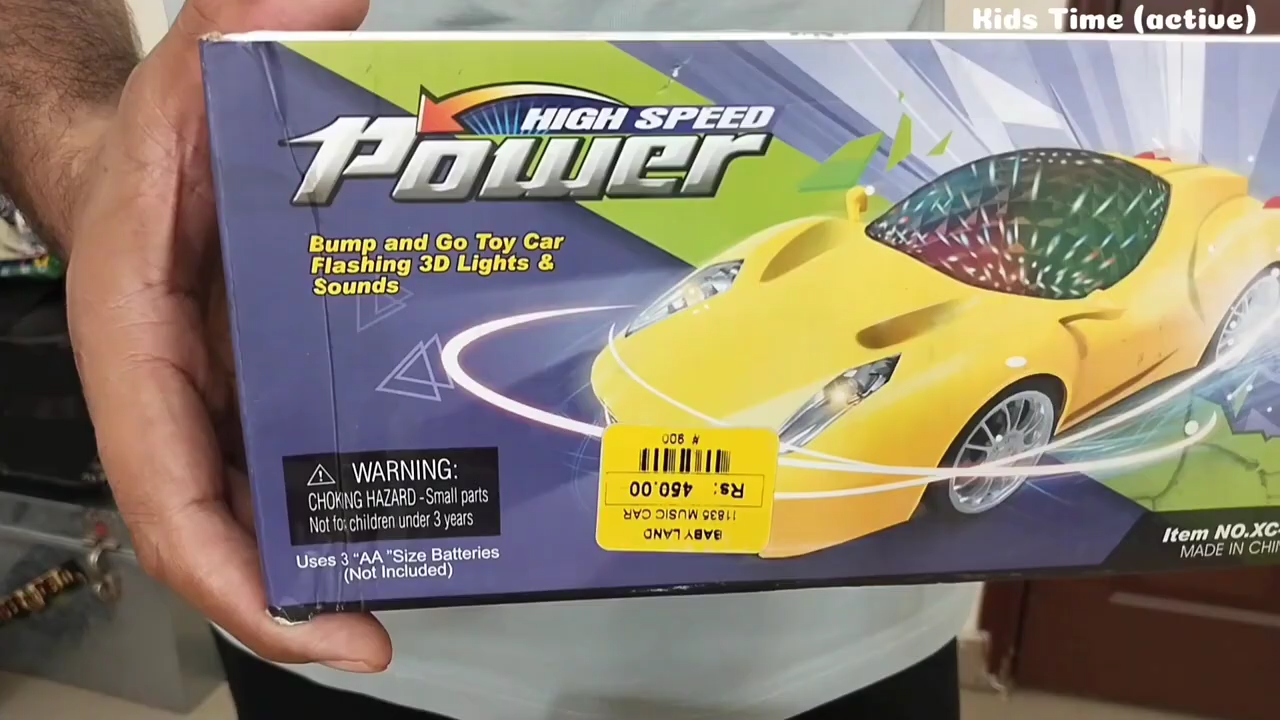 Kids Time (active)
HIGH SPEED
Power
Bump and Go Toy Car
Flashing 3D Lights &
Sounds
WARNING:
CHOKING HAZARD - Small parts
Not for children under 3 years
Uses 3 "AA "Size Batteries
(Not Included)
BABY LAND
11835 MUSIC CAR
Rs: 450.00
Item NO.XC-
MADE IN CHIN